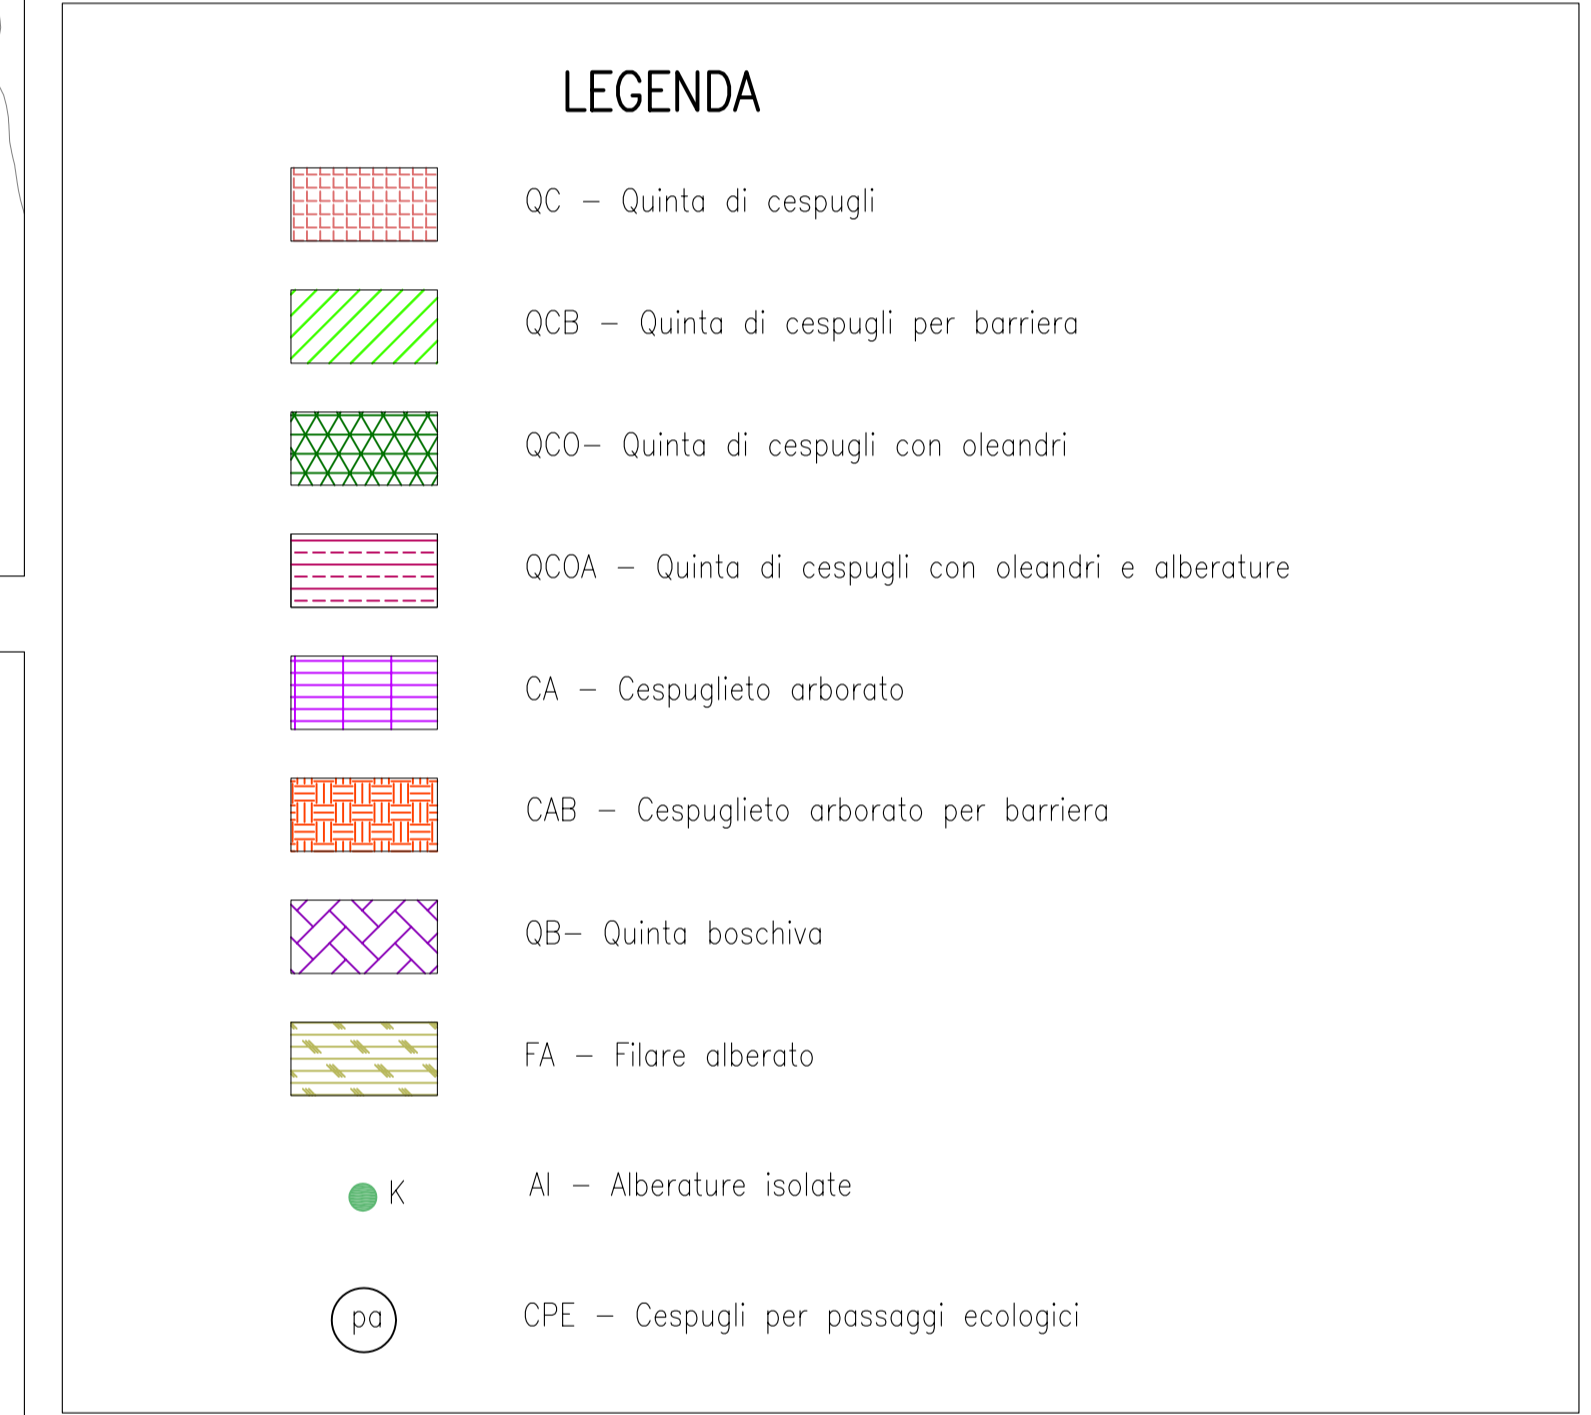 LEGENDA
QC - Quinta di cespugli
QCB - Quinta di cespugli per barriera
QCO- Quinta di cespugli con oleandri
QCOA - Quinta di cespugli con oleandri e alberature
CA - Cespuglieto arborato
CAB - Cespuglieto arborato per barriera
QB- Quinta boschiva
FA - Filare alberato
K AI - Alberature isolate
pa CPE - Cespugli per passaggi ecologici